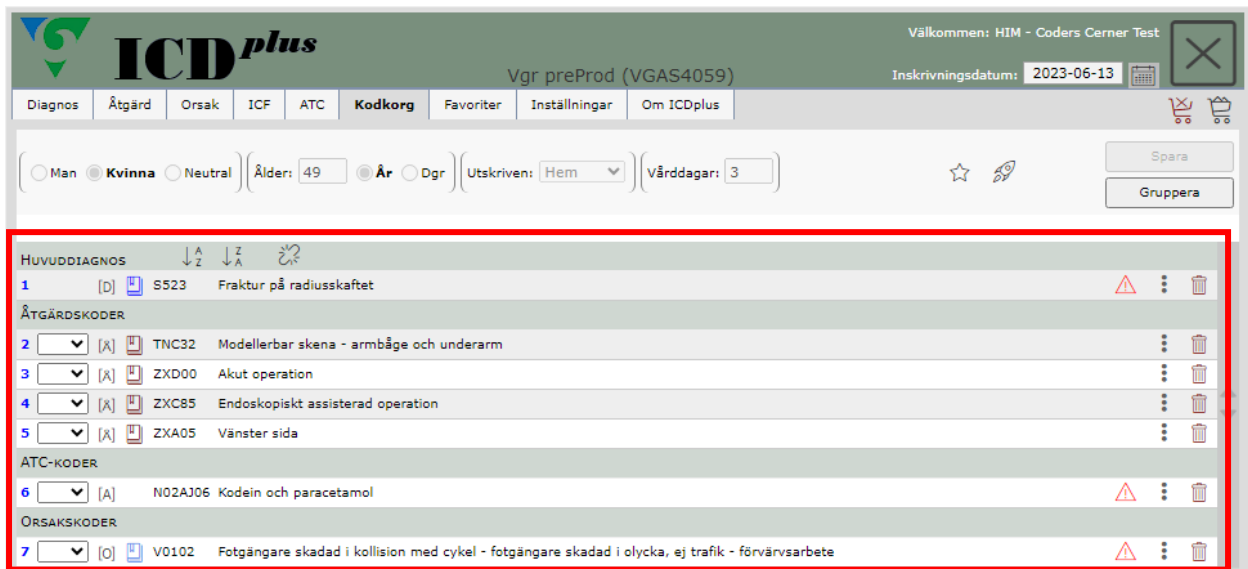 ICD plus
Välkommen: HIM - Coders Cerner Test
Vgr preProd (VGAS4059)
Inskrivningsdatum: 2023-06-13
Diagnos Åtgärd Orsak ICF ATC Kodkorg Favoriter Inställningar Om ICDplus
Man Kvinna Neutral Ålder: 49 År Dgr Utskriven: Hem Vårddagar: 3
Spara
Gruppera
HUVUDDIAGNOS A Z Z A
1 [D] S523 Fraktur på radiusskaftet
ÅTGÄRDSKODER
2 [Å] TNC32 Modellerbar skena - armbåge och underarm
3 [Å] ZXD00 Akut operation
4 [Å] ZXC85 Endoskopiskt assisterad operation
5 [Å] ZXA05 Vänster sida
ATC-KODER
6 [A] N02AJ06 Kodein och paracetamol
ORSAKSKODER
7 [O] V0102 Fotgängare skadad i kollision med cykel - fotgängare skadad i olycka, ej trafik - förvärvsarbete